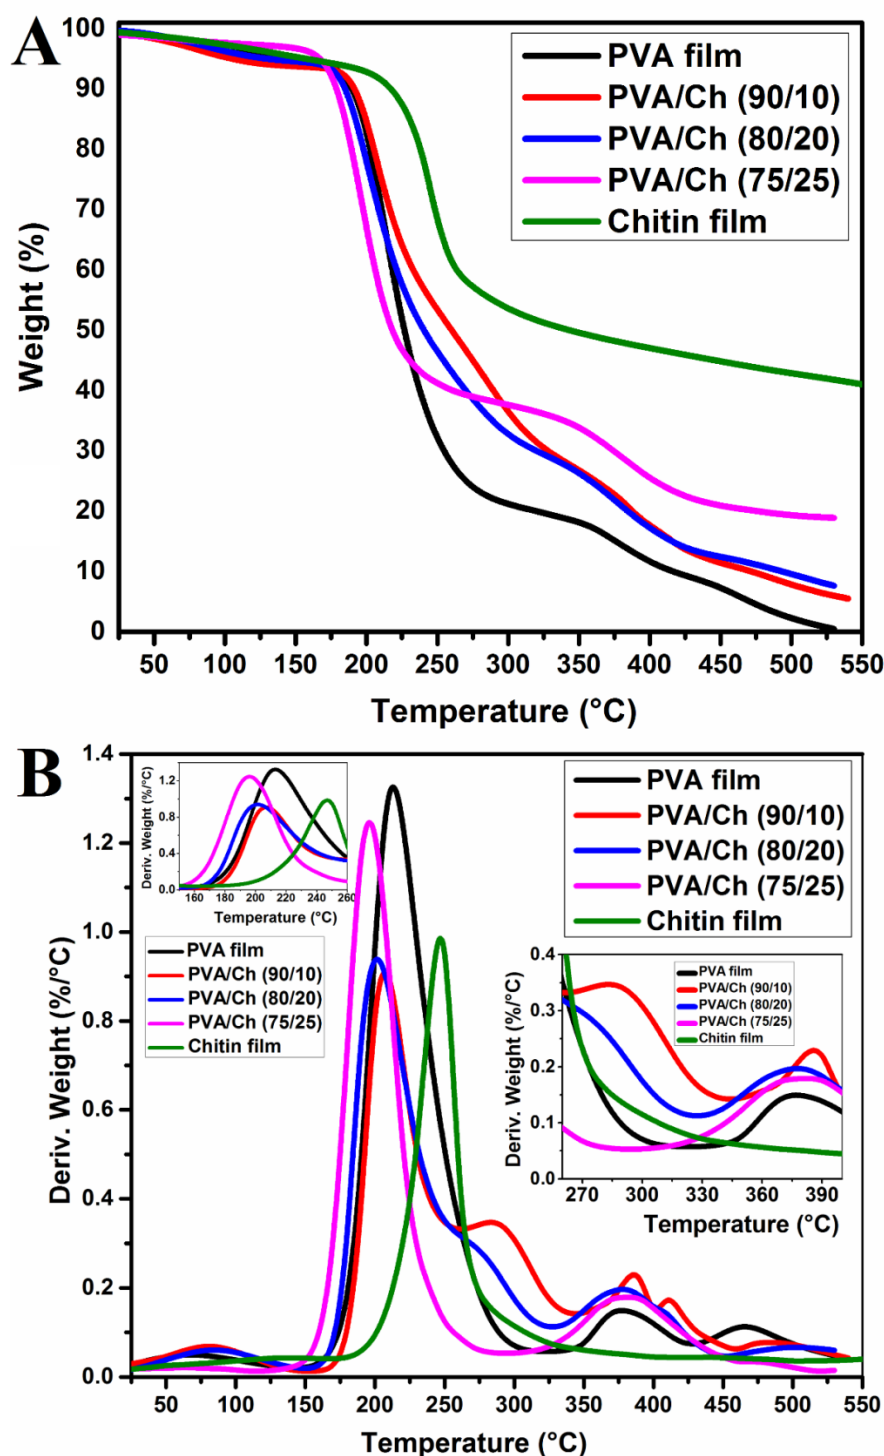 A
100
90
80
70
60
50
40
30
20
10
0
Weight (%)
PVA film
PVA/Ch (90/10)
PVA/Ch (80/20)
PVA/Ch (75/25)
Chitin film
50 100 150 200 250 300 350 400 450 500 550
Temperature (°C)
B
1.4
1.2
1.0
0.8
0.6
0.4
0.2
0.0
Deriv. Weight (%/°C)
1.2
0.8
0.4
0.0
Deriv. Weight (%/°C)
160 180 200 220 240 260
Temperature (°C)
PVA film
PVA/Ch (90/10)
PVA/Ch (80/20)
PVA/Ch (75/25)
Chitin film
PVA film
PVA/Ch (90/10)
PVA/Ch (80/20)
PVA/Ch (75/25)
Chitin film
0.4
0.3
0.2
0.1
0.0
Deriv. Weight (%/°C)
PVA film
PVA/Ch (90/10)
PVA/Ch (80/20)
PVA/Ch (75/25)
Chitin film
270 300 330 360 390
Temperature (°C)
50 100 150 200 250 300 350 400 450 500 550
Temperature (°C)